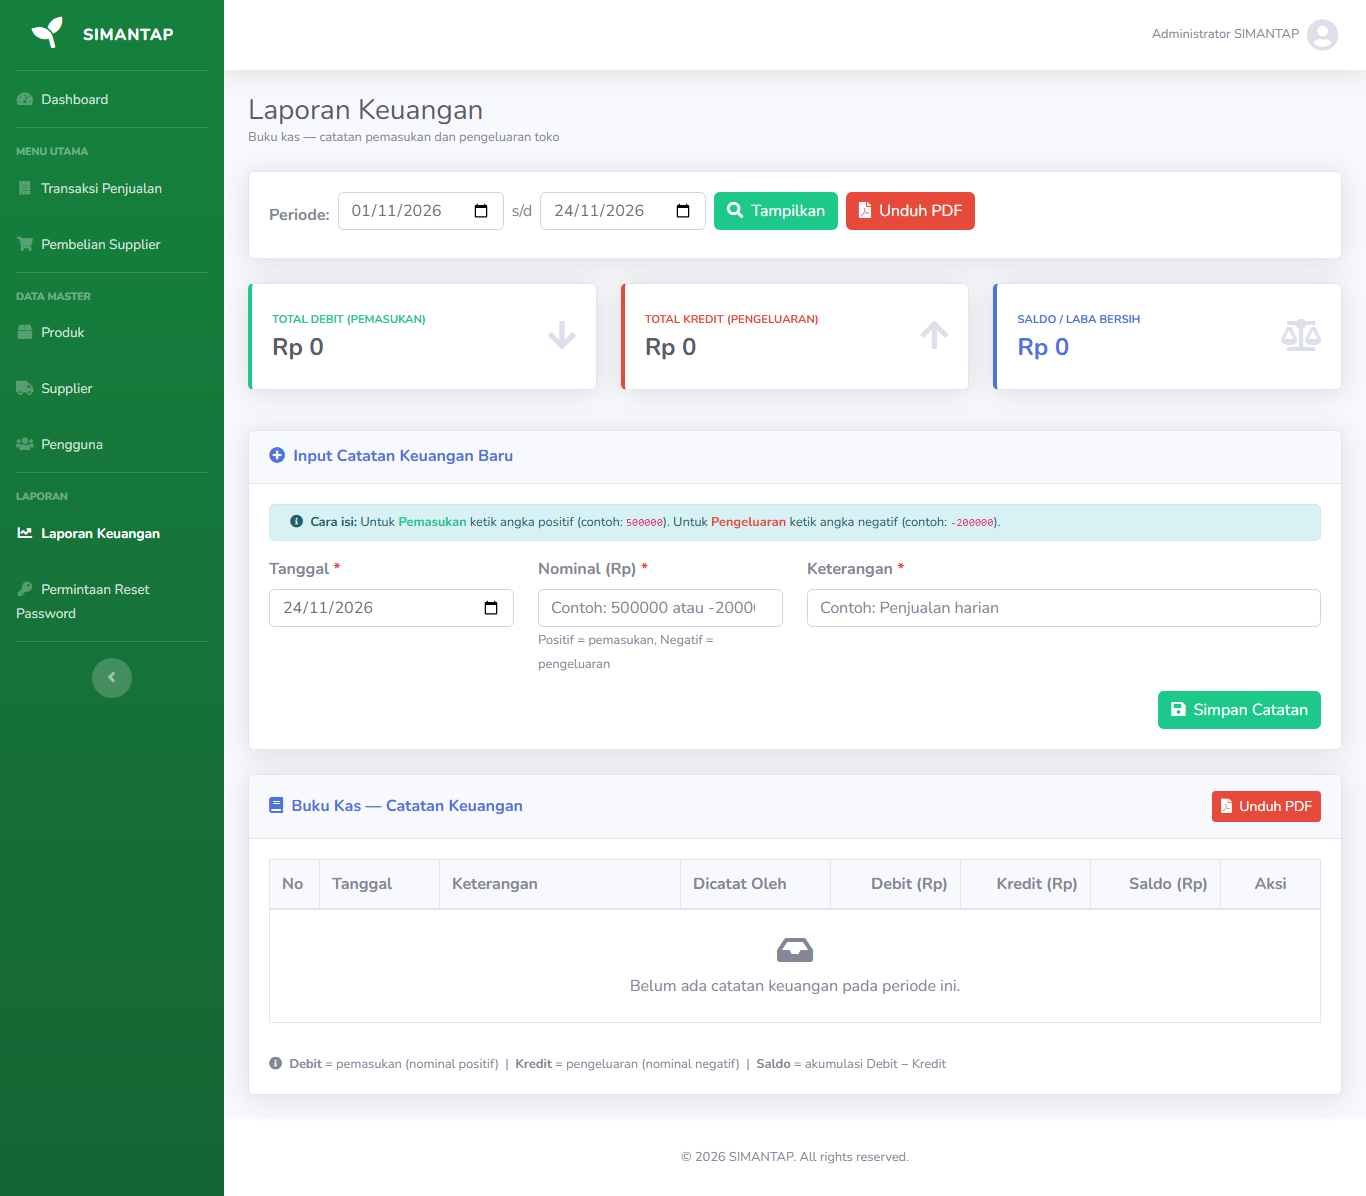 SIMANTAP
Administrator SIMANTAP
Dashboard
MENU UTAMA
Transaksi Penjualan
Pembelian Supplier
DATA MASTER
Produk
Supplier
Pengguna
LAPORAN
Laporan Keuangan
Permintaan Reset
Password
Laporan Keuangan
Buku kas — catatan pemasukan dan pengeluaran toko
Periode: 01/11/2026 s/d 24/11/2026 Tampilkan Unduh PDF
TOTAL DEBIT (PEMASUKAN)
Rp 0
TOTAL KREDIT (PENGELUARAN)
Rp 0
SALDO / LABA BERSIH
Rp 0
Input Catatan Keuangan Baru
Cara isi: Untuk Pemasukan ketik angka positif (contoh: 500000). Untuk Pengeluaran ketik angka negatif (contoh: -200000).
Tanggal * Nominal (Rp) * Keterangan *
24/11/2026 Contoh: 500000 atau -2000 Contoh: Penjualan harian
Positif = pemasukan, Negatif =
pengeluaran
Simpan Catatan
Buku Kas — Catatan Keuangan Unduh PDF
No Tanggal Keterangan Dicatat Oleh Debit (Rp) Kredit (Rp) Saldo (Rp) Aksi
Belum ada catatan keuangan pada periode ini.
Debit = pemasukan (nominal positif) | Kredit = pengeluaran (nominal negatif) | Saldo = akumulasi Debit − Kredit
© 2026 SIMANTAP. All rights reserved.